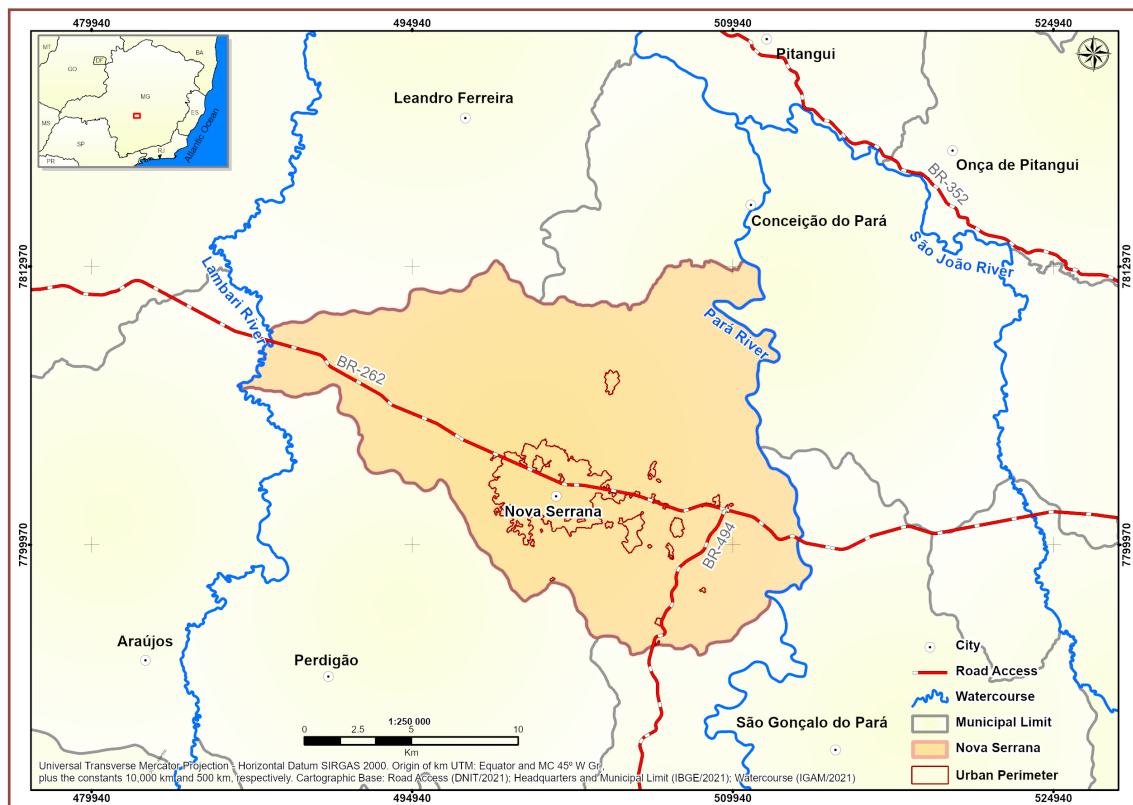 479940
494940
509940
524940
MT
BA
GO
DF
MG
ES
MS
SP
RJ
PR
Atlantic Ocean
Pitangui
Leandro Ferreira
Onça de Pitangui
BR-352
Conceição do Pará
São João River
7812970
7812970
Lambari River
Pará River
BR-262
Nova Serrana
BR-494
7799970
7799970
Araújos
Perdigão
São Gonçalo do Pará
City
Road Access
Watercourse
Municipal Limit
Nova Serrana
Urban Perimeter
1:250 000
0 2.5 5 10
Km
Universal Transverse Mercator Projection - Horizontal Datum SIRGAS 2000. Origin of km UTM: Equator and MC 45º W Gr.,
plus the constants 10,000 km and 500 km, respectively. Cartographic Base: Road Access (DNIT/2021); Headquarters and Municipal Limit (IBGE/2021); Watercourse (IGAM/2021)
479940
494940
509940
524940